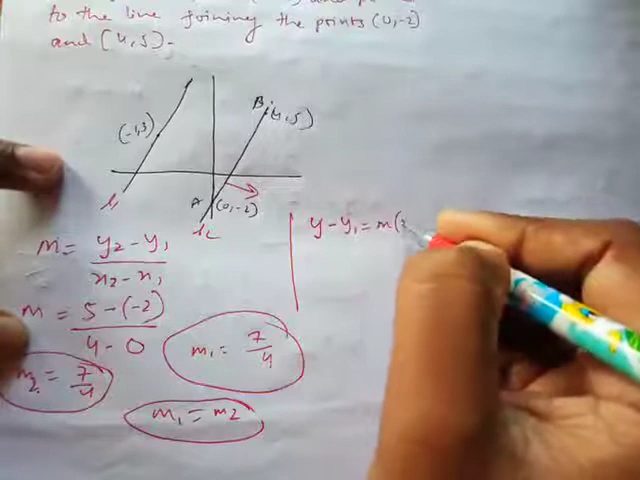 to the line joining the points (0,-2)
and (4,5).
B (4,5)
(-1,3)
A (0,-2)
l1
l2
m = y2 - y1 / x2 - x1
y - y1 = m(
m = 5 - (-2) / 4 - 0
m1 = 7/4
m2 = 7/4
m1 = m2